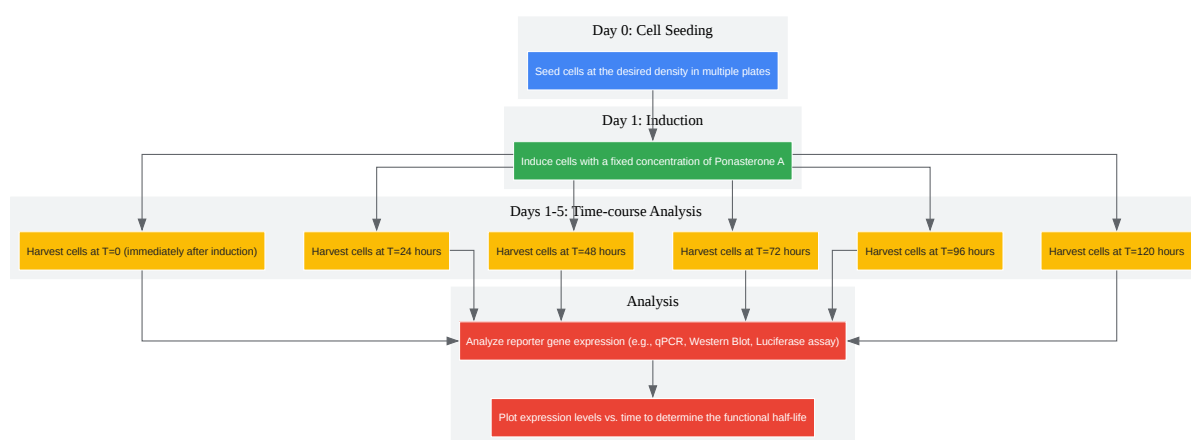 Day 0: Cell Seeding
Seed cells at the desired density in multiple plates
Day 1: Induction
Induce cells with a fixed concentration of Ponasterone A
Days 1-5: Time-course Analysis
Harvest cells at T=0 (immediately after induction)
Harvest cells at T=24 hours
Harvest cells at T=48 hours
Harvest cells at T=72 hours
Harvest cells at T=96 hours
Harvest cells at T=120 hours
Analysis
Analyze reporter gene expression (e.g., qPCR, Western Blot, Luciferase assay)
Plot expression levels vs. time to determine the functional half-life